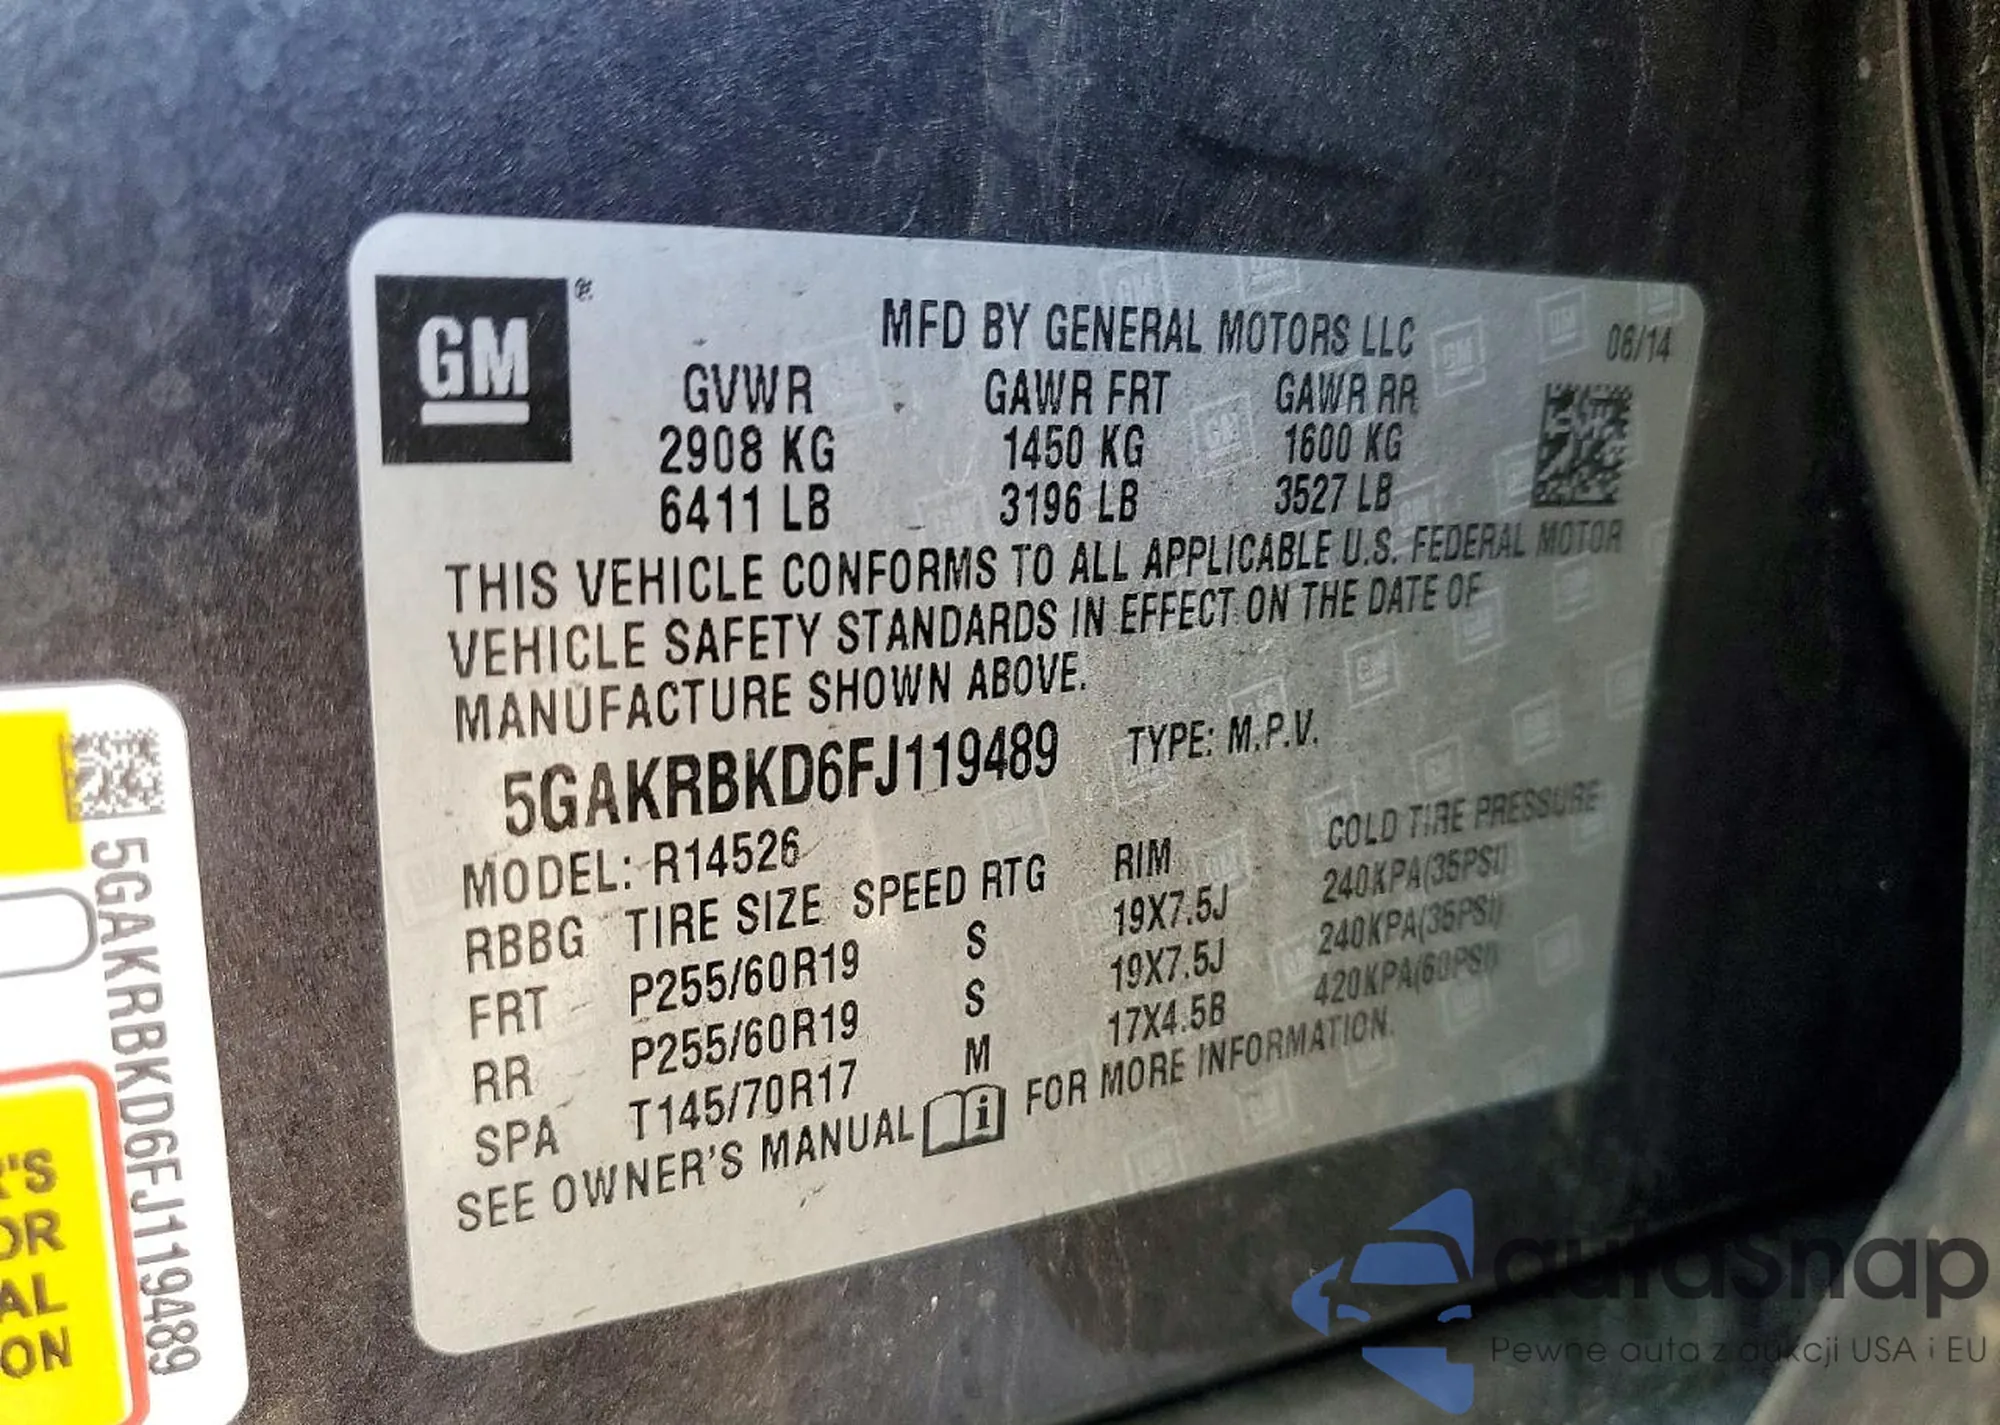 GM
MFD BY GENERAL MOTORS LLC 06/14
GVWR GAWR FRT GAWR RR
2908 KG 1450 KG 1600 KG
6411 LB 3196 LB 3527 LB
THIS VEHICLE CONFORMS TO ALL APPLICABLE U.S. FEDERAL MOTOR
VEHICLE SAFETY STANDARDS IN EFFECT ON THE DATE OF
MANUFACTURE SHOWN ABOVE.
5GAKRBKD6FJ119489 TYPE: M.P.V.
MODEL: R14526
RBBG TIRE SIZE SPEED RTG RIM COLD TIRE PRESSURE
FRT P255/60R19 S 19X7.5J 240KPA(35PSI)
RR P255/60R19 S 19X7.5J 240KPA(35PSI)
SPA T145/70R17 M 17X4.5B 420KPA(60PSI)
SEE OWNER'S MANUAL i FOR MORE INFORMATION.
5GAKRBKD6FJ119489
R'S
OR
AL
ON
autasnap
Pewne auta z aukcji USA i EU